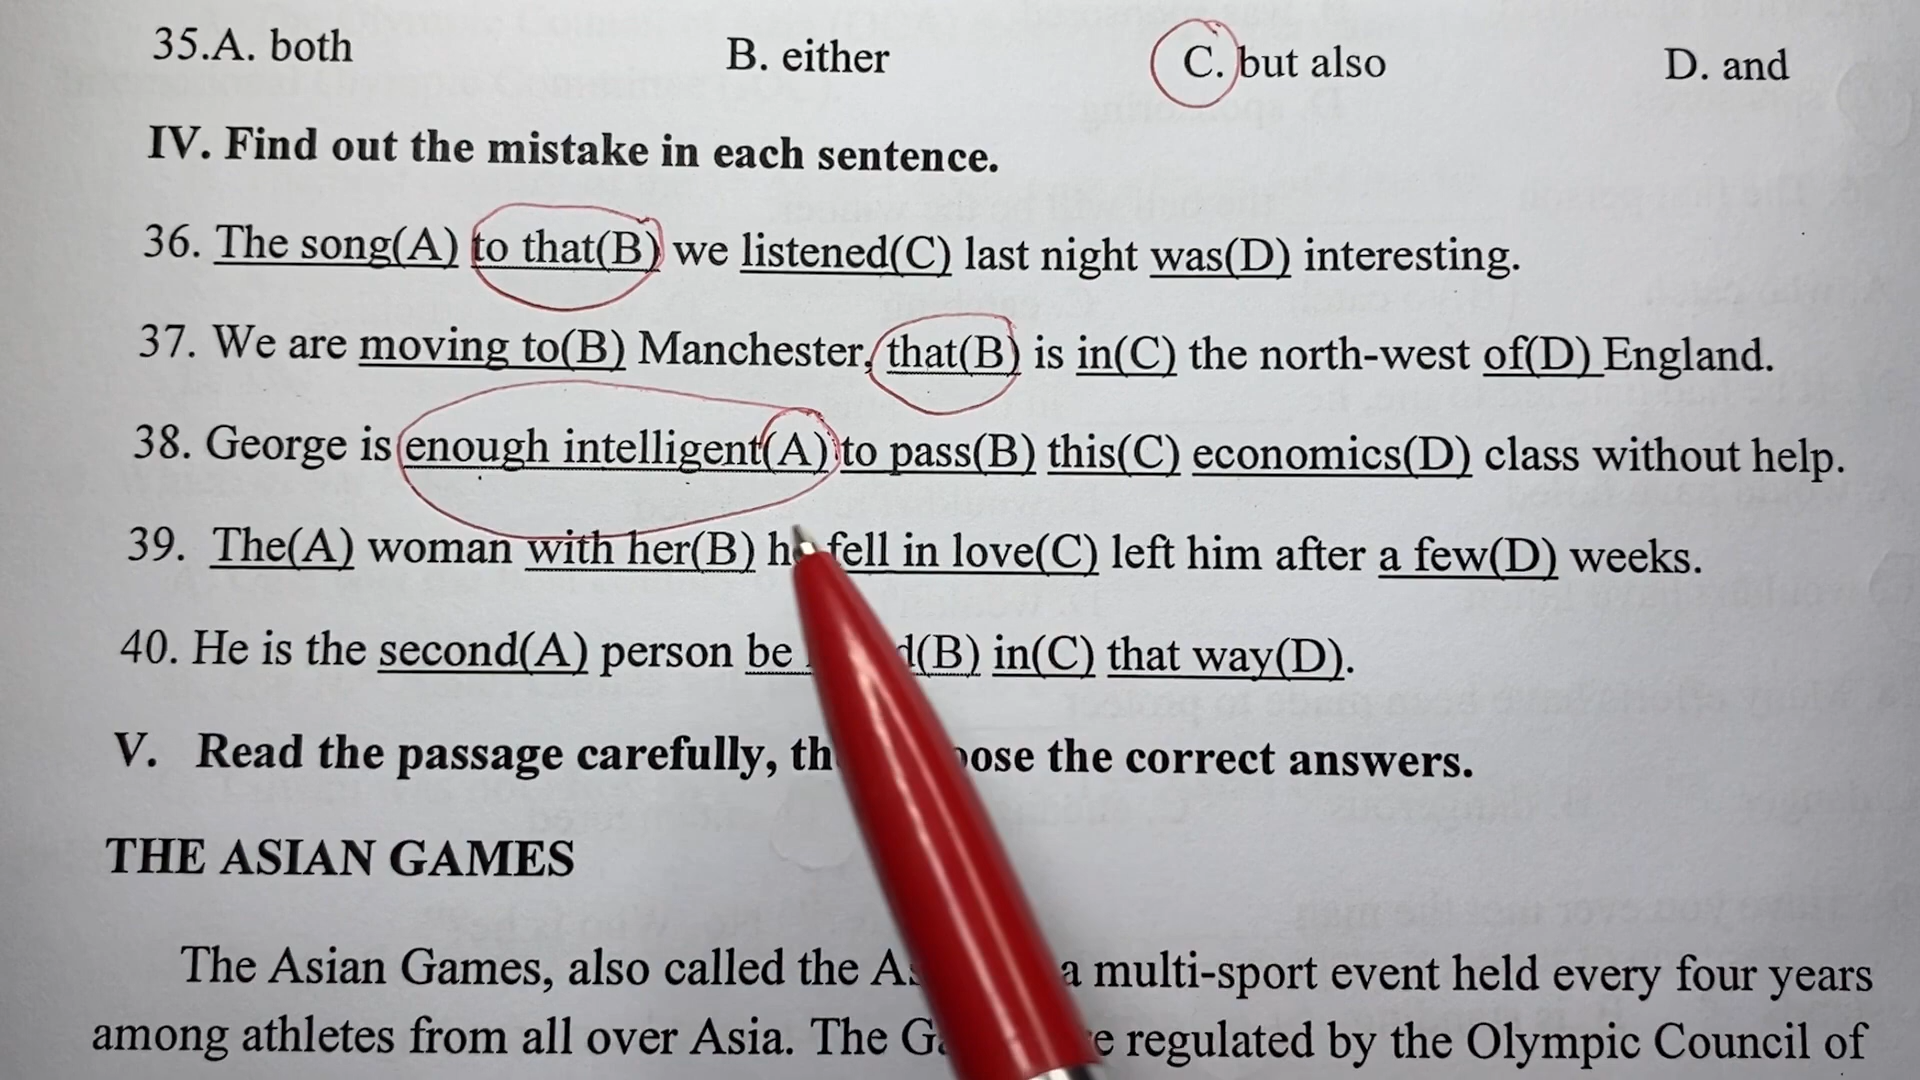 35.A. both B. either C. but also D. and
IV. Find out the mistake in each sentence.
36. The song(A) to that(B) we listened(C) last night was(D) interesting.
37. We are moving to(B) Manchester, that(B) is in(C) the north-west of(D) England.
38. George is enough intelligent(A) to pass(B) this(C) economics(D) class without help.
39. The(A) woman with her(B) fell in love(C) left him after a few(D) weeks.
40. He is the second(A) person be (B) in(C) that way(D).
V. Read the passage carefully, the correct answers.
THE ASIAN GAMES
The Asian Games, also called the a multi-sport event held every four years
among athletes from all over Asia. The regulated by the Olympic Council of